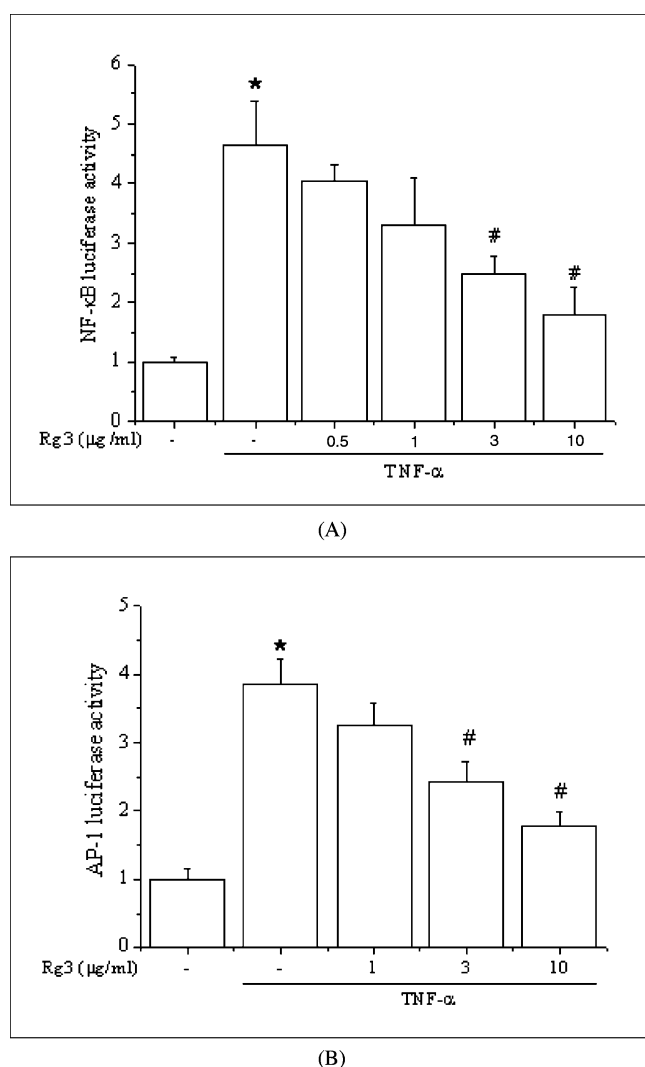 6
5
4
3
2
1
0
NF-κB luciferase activity
*
#
#
Rg3 (μg/ml) - - 0.5 1 3 10
TNF-α
(A)
5
4
3
2
1
0
AP-1 luciferase activity
*
#
#
Rg3 (μg/ml) - - 1 3 10
TNF-α
(B)